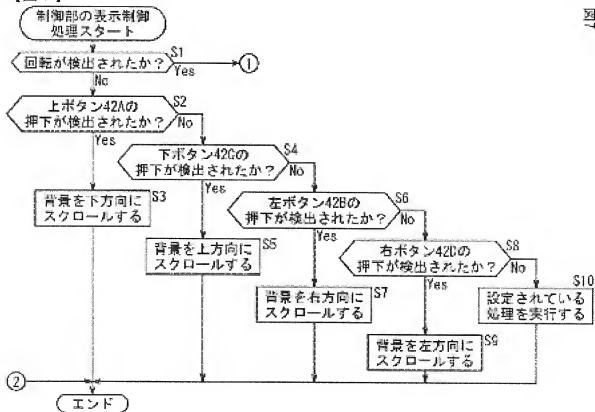 図7
制御部の表示制御
処理スタート
回転が検出されたか？
S1
Yes
①
No
上ボタン42Aの
押下が検出されたか？
S2
No
Yes
下ボタン42Cの
押下が検出されたか？
S4
No
Yes
背景を下方向に
スクロールする
S3
左ボタン42Bの
押下が検出されたか？
S6
No
Yes
背景を上方向に
スクロールする
S5
右ボタン42Dの
押下が検出されたか？
S8
No
Yes
背景を右方向に
スクロールする
S7
設定されている
処理を実行する
S10
背景を左方向に
スクロールする
S9
②
エンド